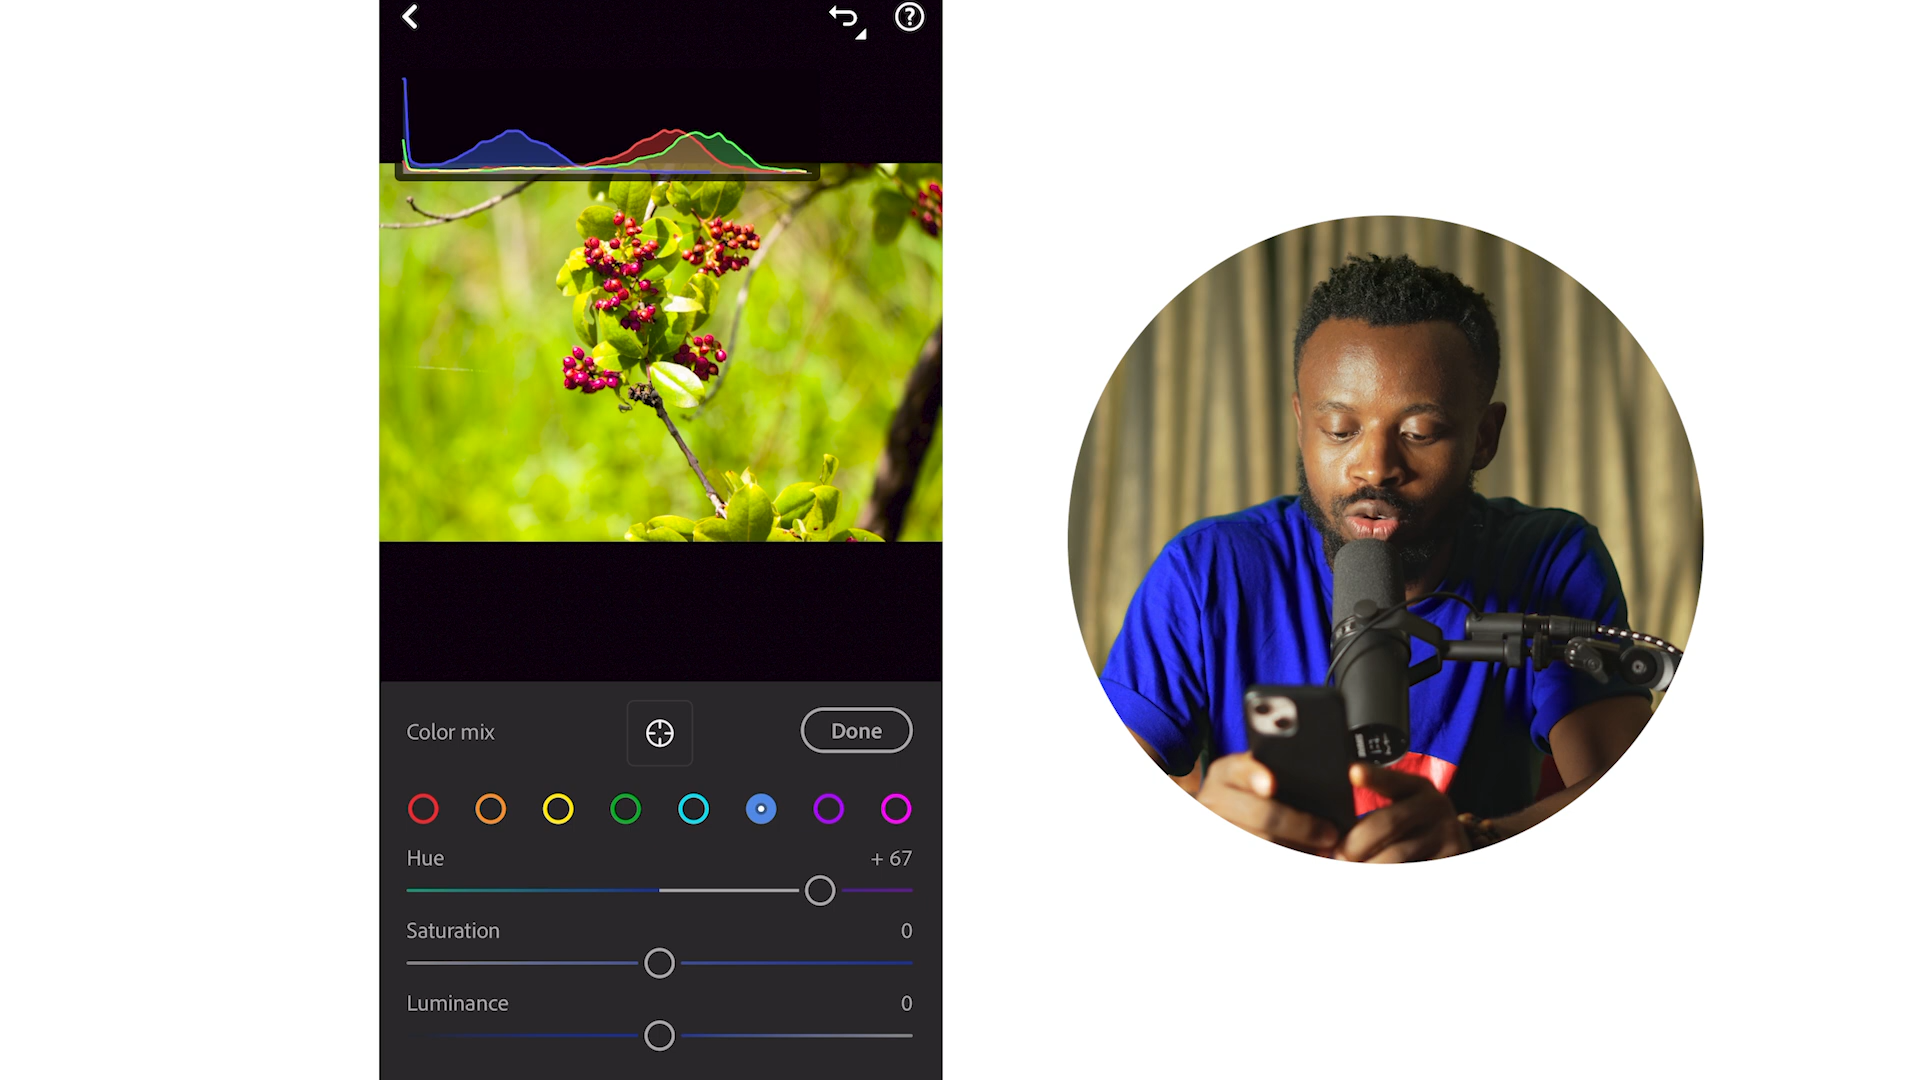 Color mix
Done
Hue
+ 67
Saturation
0
Luminance
0